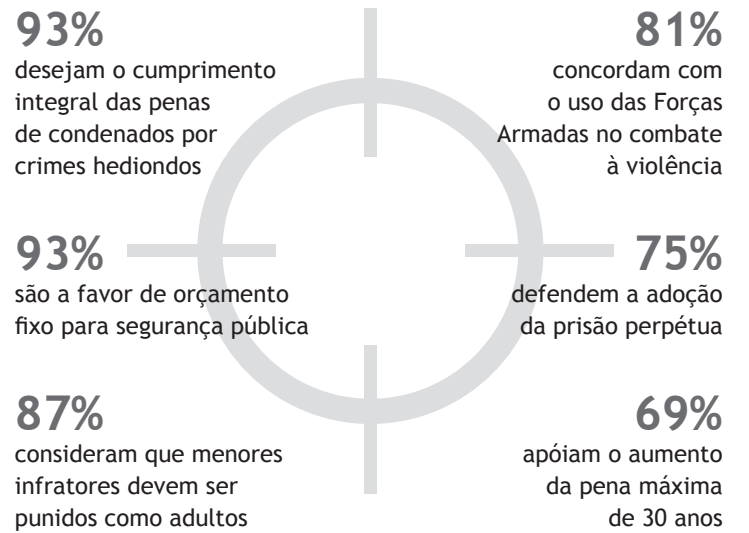 93%
desejam o cumprimento
integral das penas
de condenados por
crimes hediondos
81%
concordam com
o uso das Forças
Armadas no combate
à violência
93%
são a favor de orçamento
fixo para segurança pública
75%
defendem a adoção
da prisão perpétua
87%
consideram que menores
infratores devem ser
punidos como adultos
69%
apóiam o aumento
da pena máxima
de 30 anos